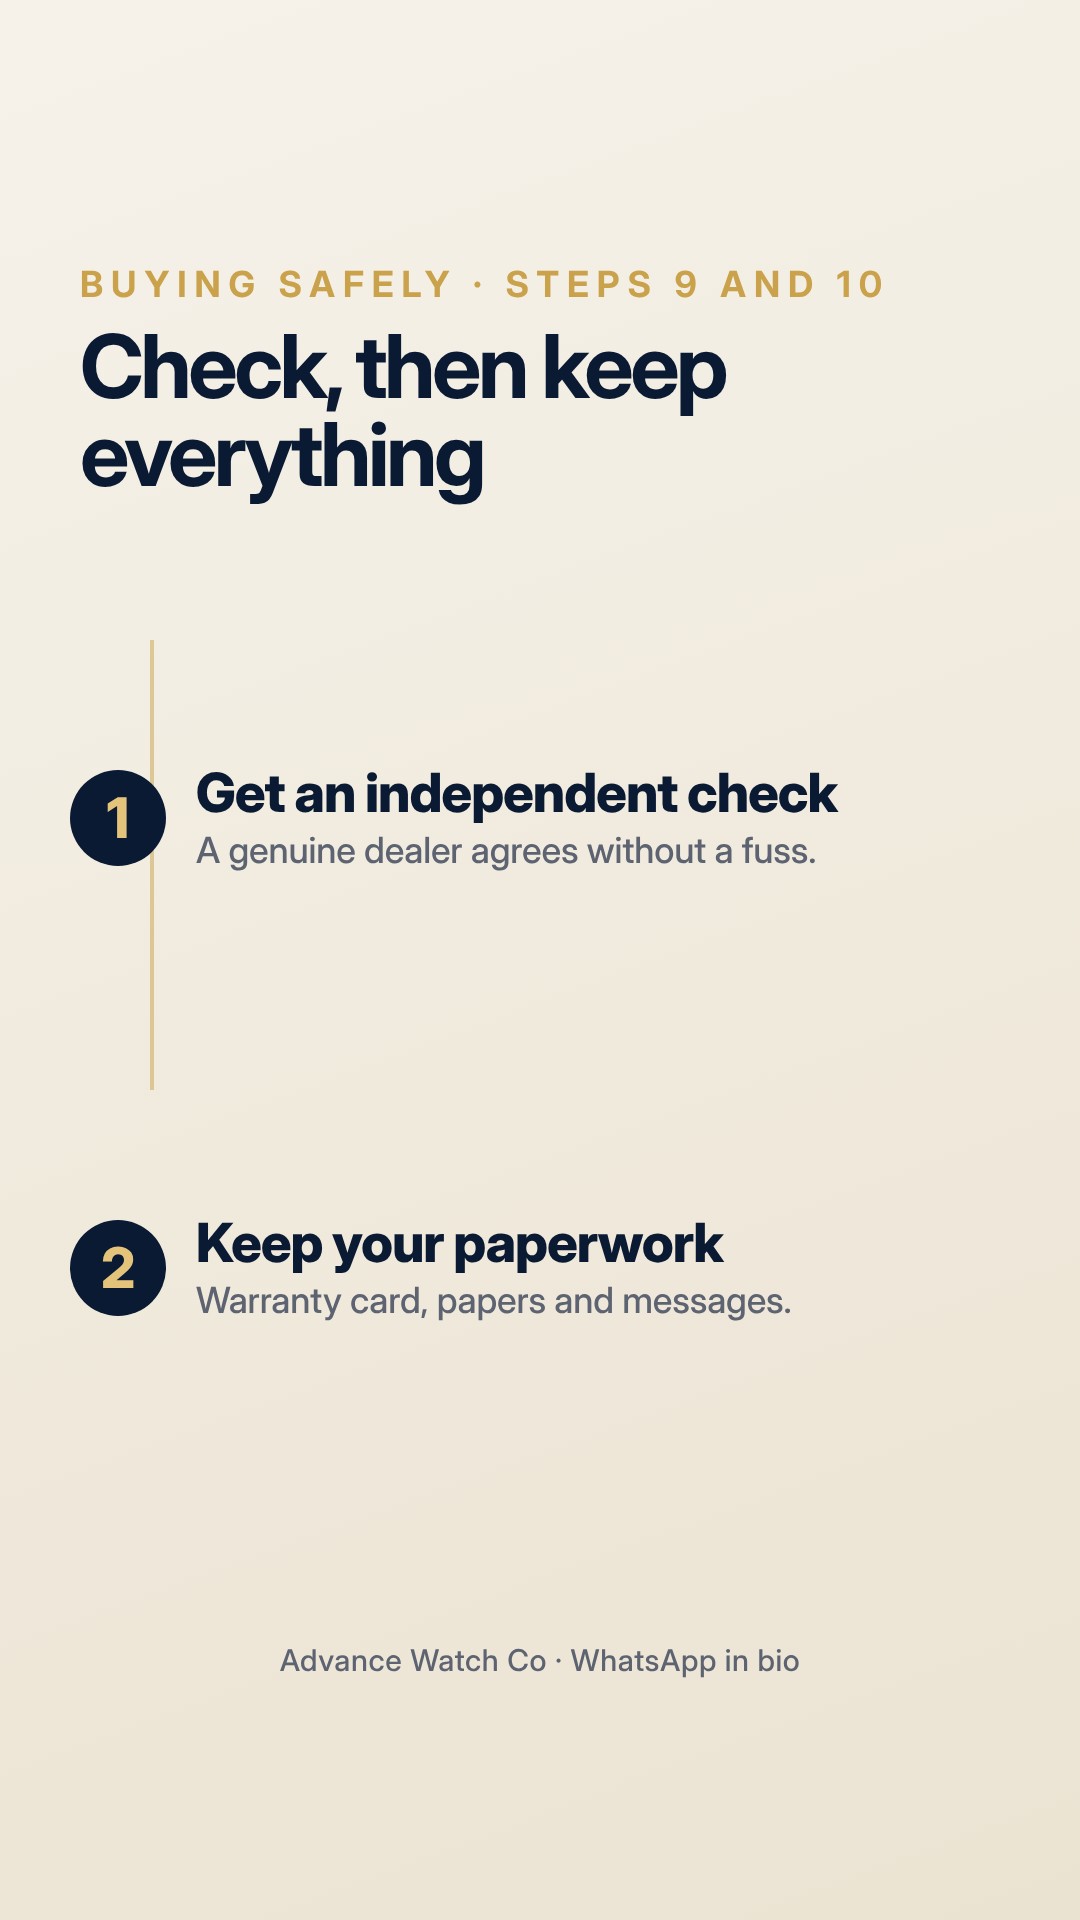 BUYING SAFELY · STEPS 9 AND 10
Check, then keep
everything
1
Get an independent check
A genuine dealer agrees without a fuss.
2
Keep your paperwork
Warranty card, papers and messages.
Advance Watch Co · WhatsApp in bio